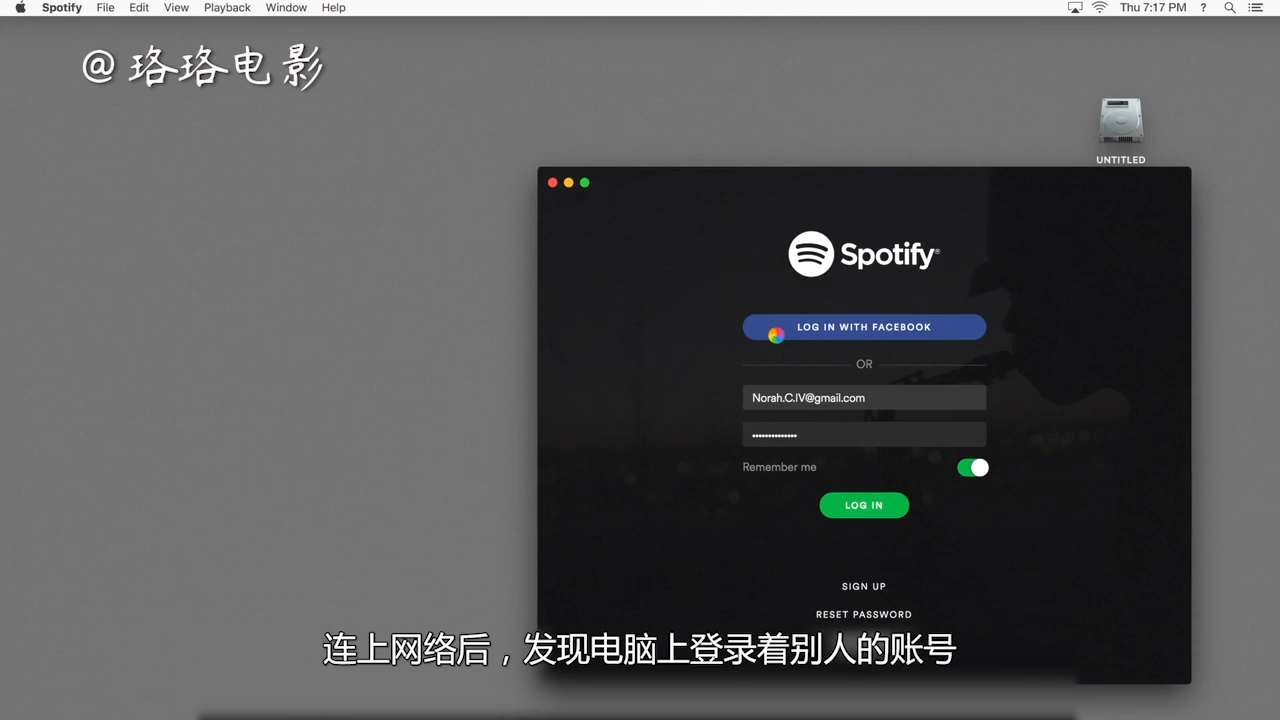 Spotify File Edit View Playback Window Help Thu 7:17 PM ?
@珞珞电影
UNTITLED
Spotify®
LOG IN WITH FACEBOOK
OR
Norah.C.IV@gmail.com
••••••••••••••
Remember me
LOG IN
SIGN UP
RESET PASSWORD
连上网络后，发现电脑上登录着别人的账号